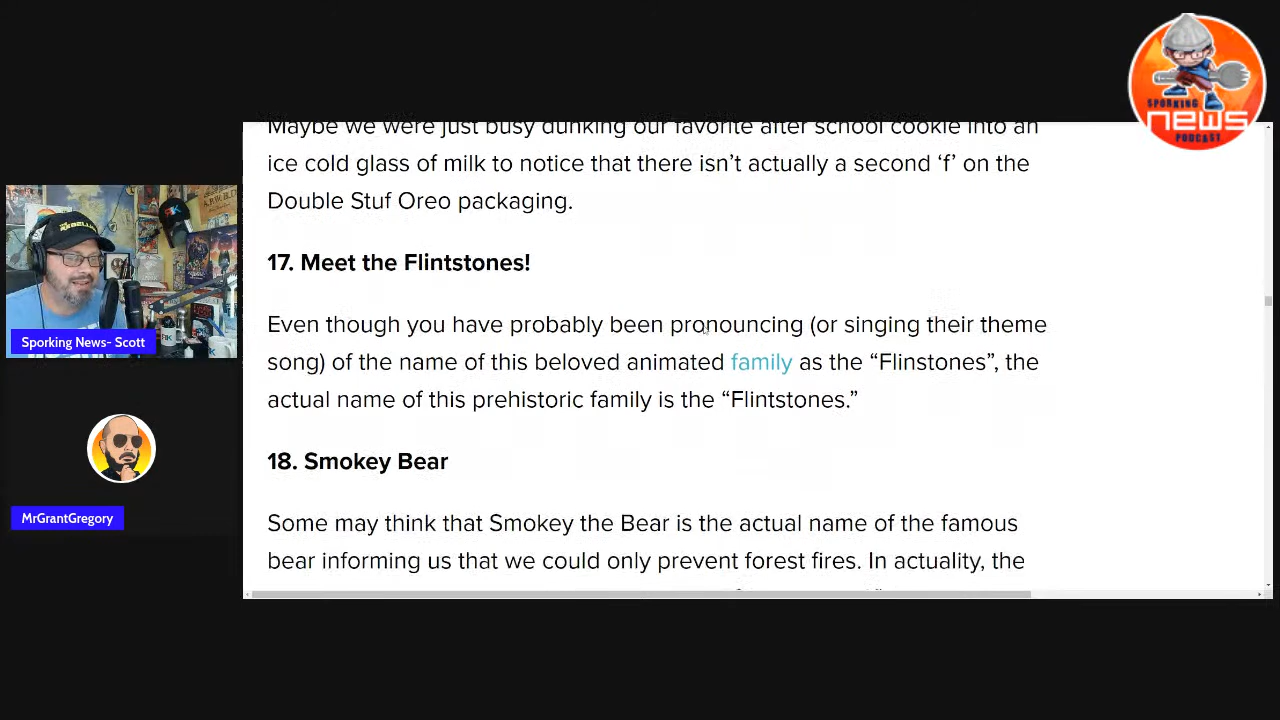 SPORKING
NEWS
PODCAST
Maybe we were just busy dunking our favorite after school cookie into an
ice cold glass of milk to notice that there isn’t actually a second ‘f’ on the
Double Stuf Oreo packaging.
17. Meet the Flintstones!
Even though you have probably been pronouncing (or singing their theme
song) of the name of this beloved animated family as the “Flinstones”, the
actual name of this prehistoric family is the “Flintstones.”
18. Smokey Bear
Some may think that Smokey the Bear is the actual name of the famous
bear informing us that we could only prevent forest fires. In actuality, the
Sporking News- Scott
MrGrantGregory